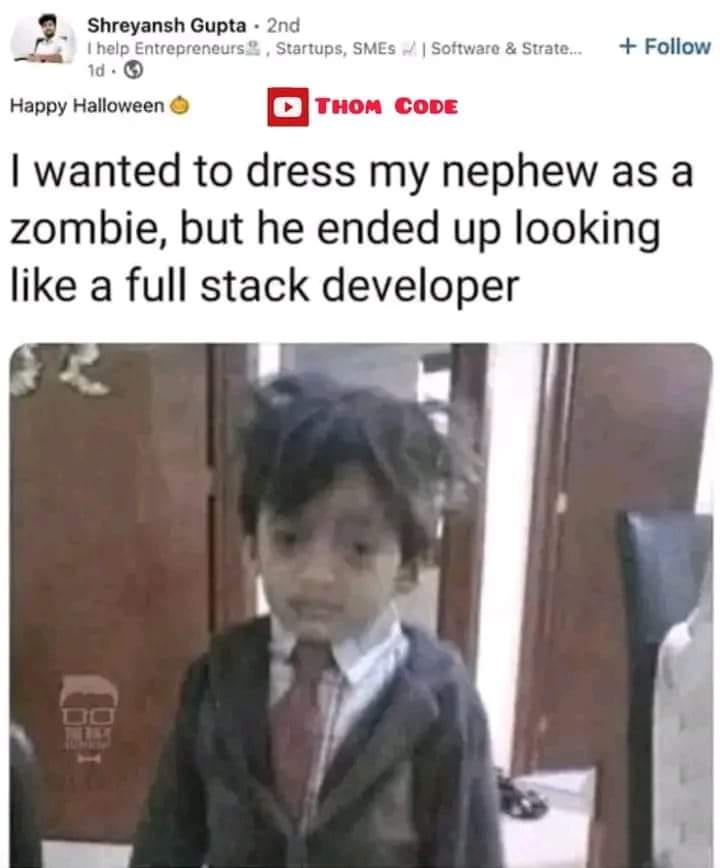 Shreyansh Gupta • 2nd
I help Entrepreneurs, Startups, SMEs | Software & Strate...
+ Follow
1d •
Happy Halloween 🎃
THOM CODE
I wanted to dress my nephew as a
zombie, but he ended up looking
like a full stack developer